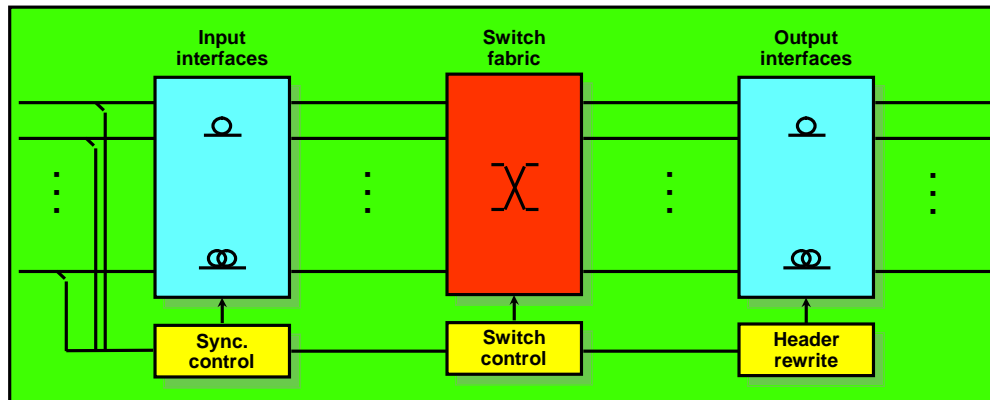 Input
interfaces
Switch
fabric
Output
interfaces
Sync.
control
Switch
control
Header
rewrite